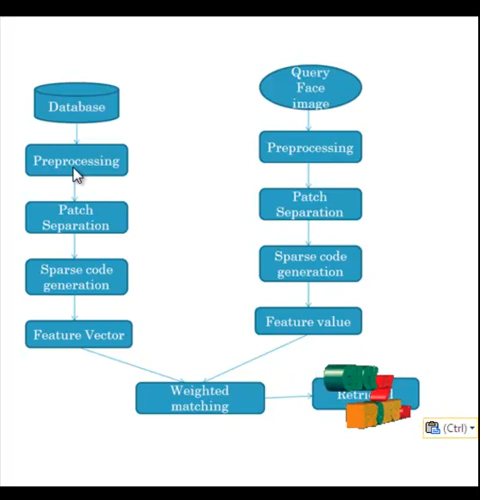 Database
Preprocessing
Patch
Separation
Sparse code
generation
Feature Vector
Query
Face
image
Preprocessing
Patch
Separation
Sparse code
generation
Feature value
Weighted
matching
(Ctrl)